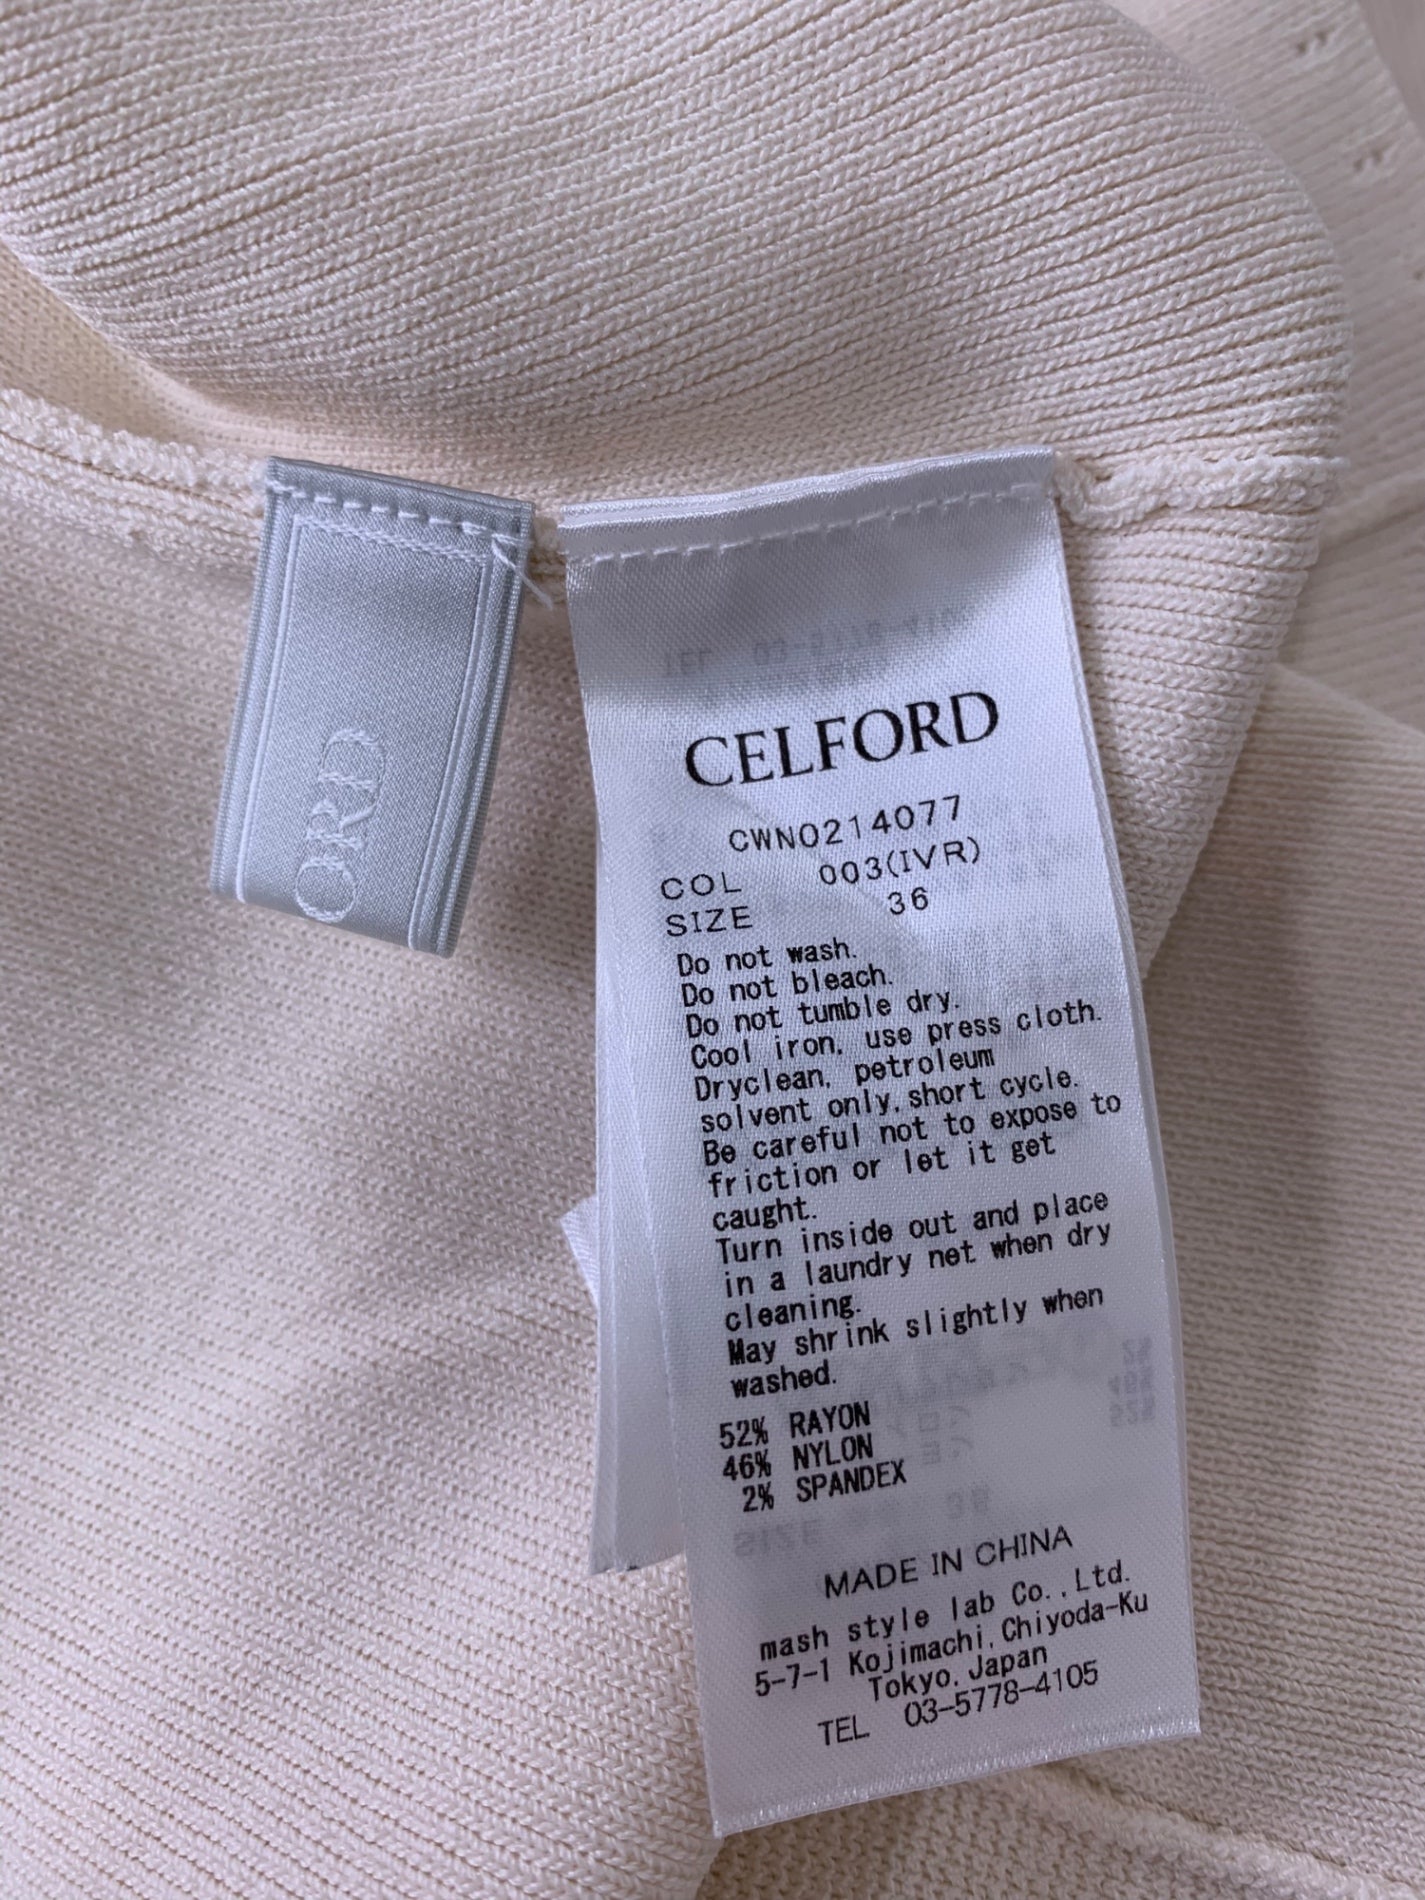 ORD
CELFORD
CWNO214077
COL 003(IVR)
SIZE 36
Do not wash.
Do not bleach.
Do not tumble dry.
Cool iron, use press cloth.
Dryclean, petroleum
solvent only,short cycle.
Be careful not to expose to
friction or let it get
caught.
Turn inside out and place
in a laundry net when dry
cleaning.
May shrink slightly when
washed.
52% RAYON
46% NYLON
2% SPANDEX
MADE IN CHINA
mash style lab Co.,Ltd.
5-7-1 Kojimachi,Chiyoda-Ku
Tokyo,Japan
TEL 03-5778-4105